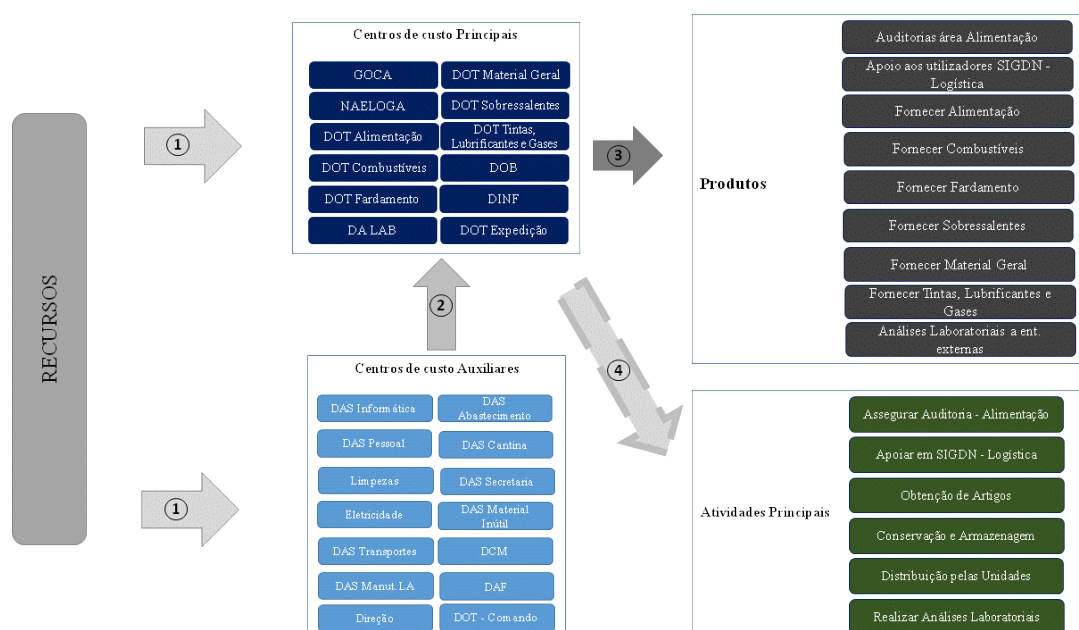 RECURSOS
1
1
Centros de custo Principais
GOCA
DOT Material Geral
NAELOGA
DOT Sobressalentes
DOT Alimentação
DOT Tintas,
Lubrificantes e Gases
DOT Combustíveis
DOB
DOT Fardamento
DINF
DA LAB
DOT Expedição
2
Centros de custo Auxiliares
DAS Informática
DAS
Abastecimento
DAS Pessoal
DAS Cantina
Limpezas
DAS Secretaria
Eletricidade
DAS Material
Inútil
DAS Transportes
DCM
DAS Manut. LA
DAF
Direção
DOT - Comando
3
4
Produtos
Auditorias área Alimentação
Apoio aos utilizadores SIGDN -
Logística
Fornecer Alimentação
Fornecer Combustíveis
Fornecer Fardamento
Fornecer Sobressalentes
Fornecer Material Geral
Fornecer Tintas, Lubrificantes e
Gases
Análises Laboratoriais a ent.
externas
Atividades Principais
Assegurar Auditoria - Alimentação
Apoiar em SIGDN - Logística
Obtenção de Artigos
Conservação e Armazenagem
Distribuição pelas Unidades
Realizar Análises Laboratoriais